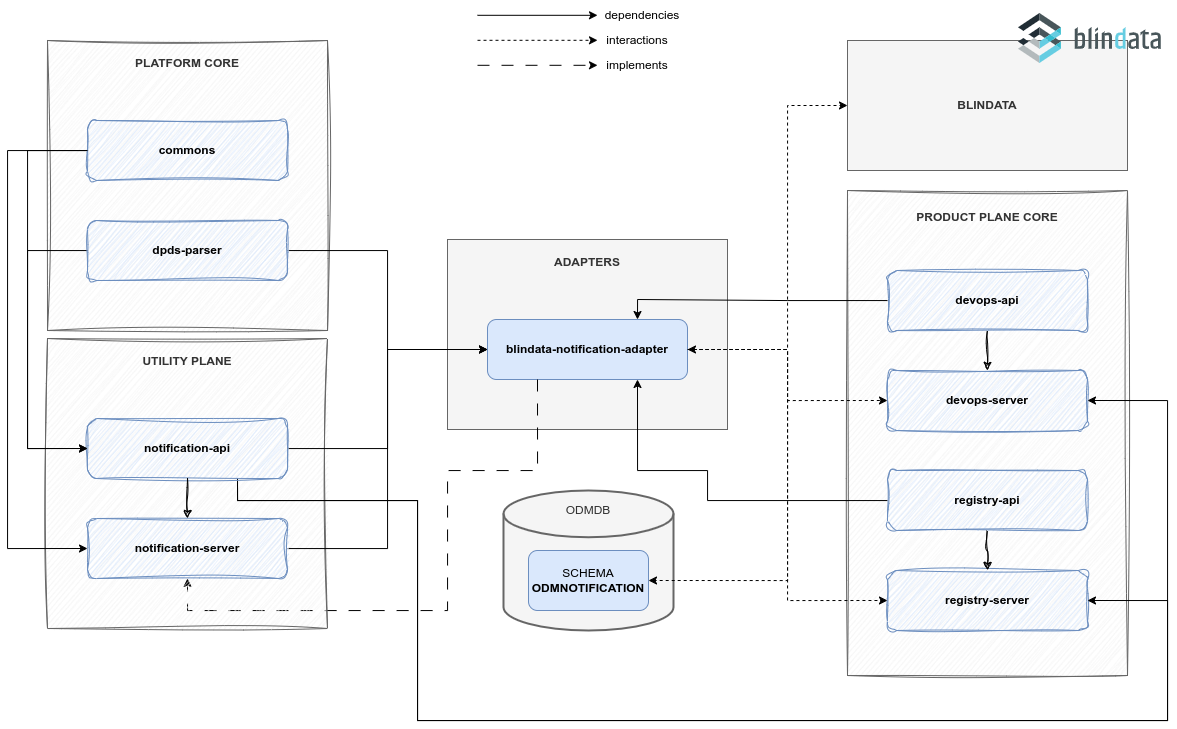 dependencies
interactions
implements
blindata
PLATFORM CORE
commons
dpds-parser
UTILITY PLANE
notification-api
notification-server
ADAPTERS
blindata-notification-adapter
ODMDB
SCHEMA
ODMNOTIFICATION
BLINDATA
PRODUCT PLANE CORE
devops-api
devops-server
registry-api
registry-server